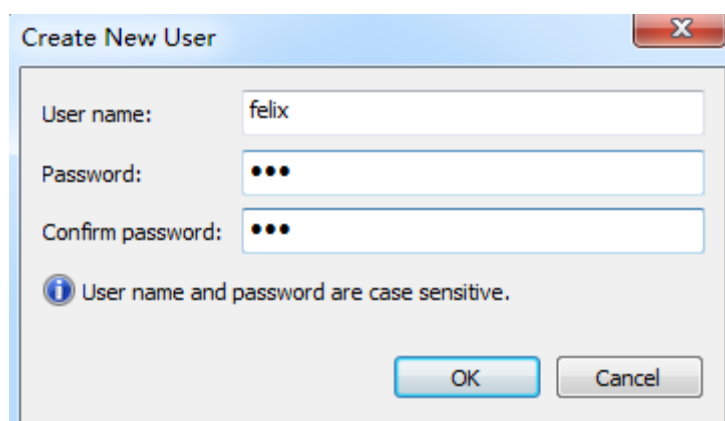 Create New User
User name: felix
Password: •••
Confirm password: •••
User name and password are case sensitive.
OK Cancel